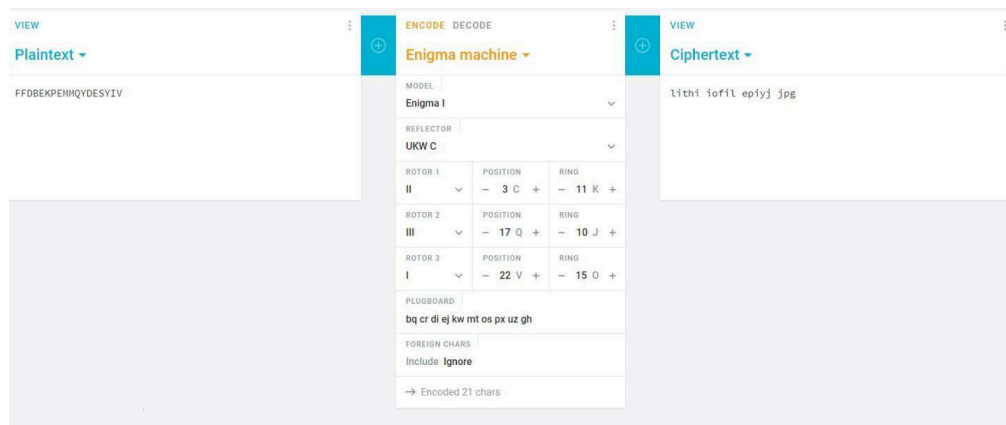 VIEW
Plaintext
FFDBEKPEMMQYDESYIV
ENCODE DECODE
Enigma machine
MODEL
Enigma I
REFLECTOR
UKW C
ROTOR 1 POSITION RING
II − 3 C + − 11 K +
ROTOR 2 POSITION RING
III − 17 Q + − 10 J +
ROTOR 3 POSITION RING
I − 22 V + − 15 O +
PLUGBOARD
bq cr di ej kw mt os px uz gh
FOREIGN CHARS
Include Ignore
→ Encoded 21 chars
VIEW
Ciphertext
lithi iofil epiyj jpg